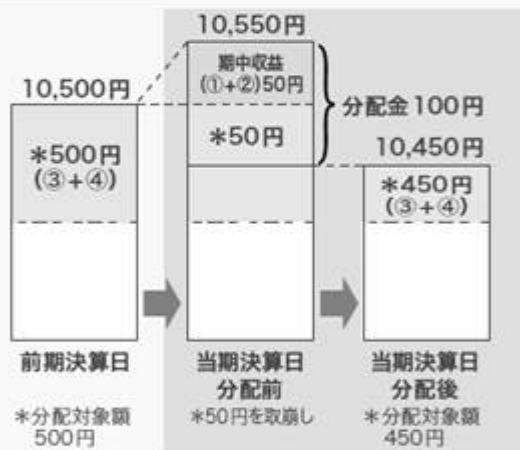 10,550円
期中収益
(①+②)50円
10,500円
分配金100円
*50円
10,450円
*500円
(③+④)
*450円
(③+④)
前期決算日
当期決算日
分配前
当期決算日
分配後
*分配対象額
500円
*50円を取崩し
*分配対象額
450円